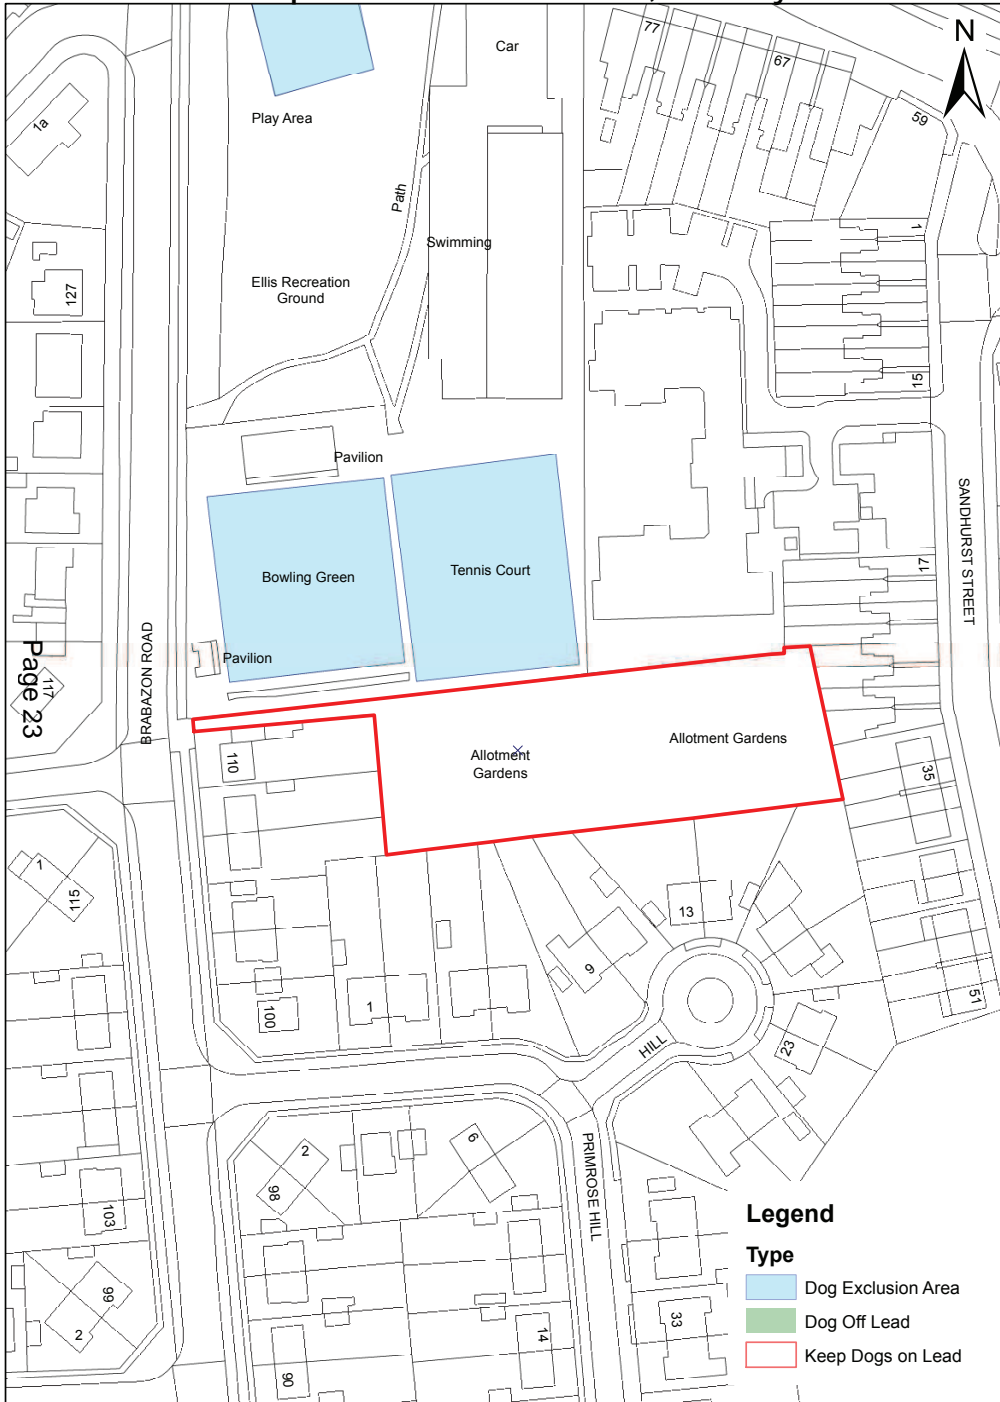 Car
77
67
59
N
1a
Play Area
Path
Swimming
1
127
Ellis Recreation
Ground
15
Pavilion
SANDHURST STREET
Bowling Green
Tennis Court
17
BRABAZON ROAD
Pavilion
Page 23
117
110
Allotment
Gardens
Allotment Gardens
35
1
115
13
9
100
1
51
HILL
23
2
98
6
PRIMROSE HILL
103
99
2
90
14
33
Legend
Type
Dog Exclusion Area
Dog Off Lead
Keep Dogs on Lead